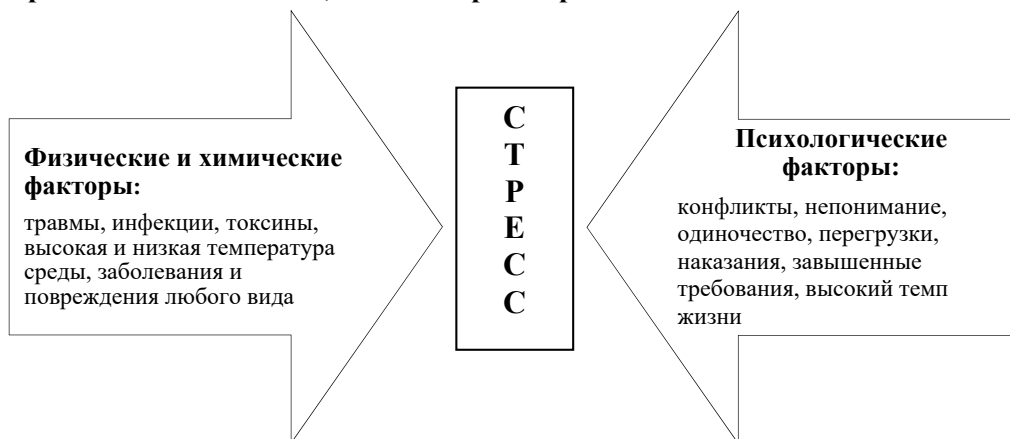 Физические и химические
факторы:
травмы, инфекции, токсины,
высокая и низкая температура
среды, заболевания и
повреждения любого вида
С
Т
Р
Е
С
С
Психологические
факторы:
конфликты, непонимание,
одиночество, перегрузки,
наказания, завышенные
требования, высокий темп
жизни